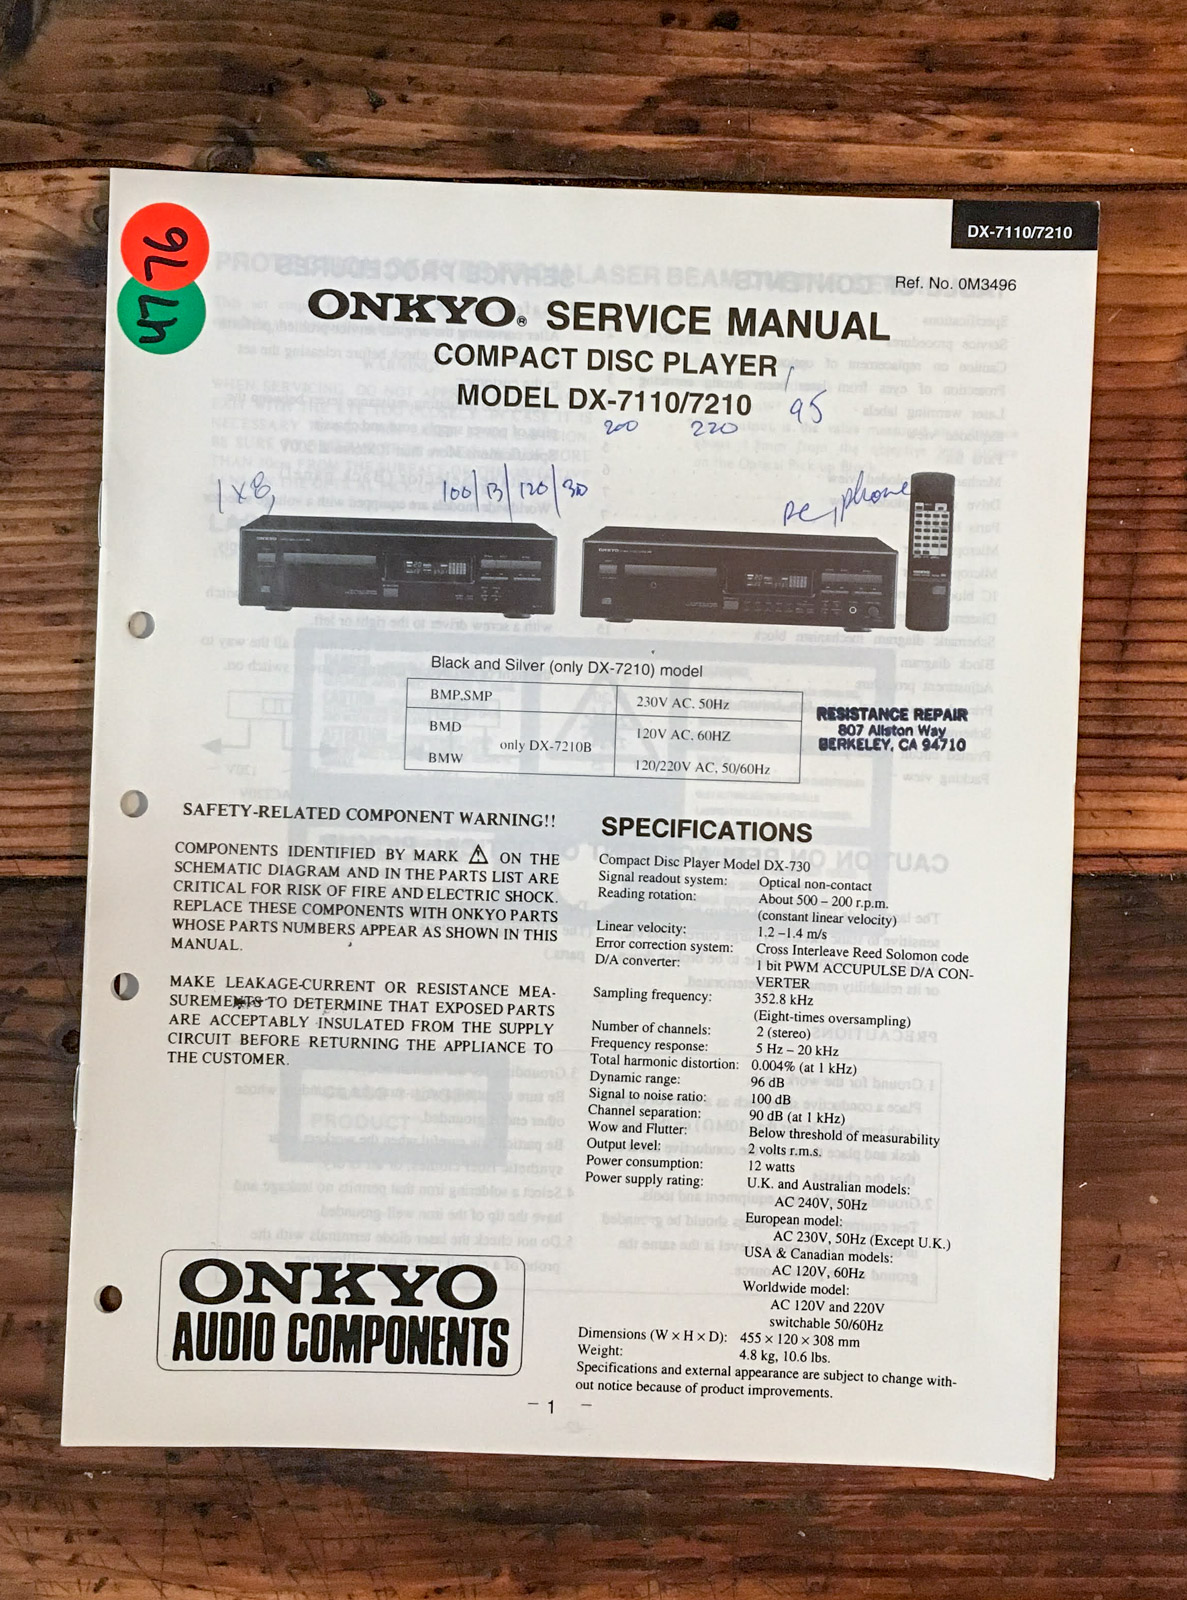 DX-7110/7210
4776
Ref. No. 0M3496
ONKYO® SERVICE MANUAL
COMPACT DISC PLAYER
MODEL DX-7110/7210
95
200 220
1x8, 100/13/120/30 Re, phone
Black and Silver (only DX-7210) model
BMP,SMP 230V AC, 50Hz
BMD 120V AC, 60HZ
only DX-7210B
BMW 120/220V AC, 50/60Hz
RESISTANCE REPAIR
807 Allston Way
BERKELEY, CA 94710
SAFETY-RELATED COMPONENT WARNING!!
COMPONENTS IDENTIFIED BY MARK ⚠ ON THE
SCHEMATIC DIAGRAM AND IN THE PARTS LIST ARE
CRITICAL FOR RISK OF FIRE AND ELECTRIC SHOCK.
REPLACE THESE COMPONENTS WITH ONKYO PARTS
WHOSE PARTS NUMBERS APPEAR AS SHOWN IN THIS
MANUAL.
MAKE LEAKAGE-CURRENT OR RESISTANCE MEA-
SUREMENTS TO DETERMINE THAT EXPOSED PARTS
ARE ACCEPTABLY INSULATED FROM THE SUPPLY
CIRCUIT BEFORE RETURNING THE APPLIANCE TO
THE CUSTOMER.
ONKYO
AUDIO COMPONENTS
SPECIFICATIONS
Compact Disc Player Model DX-730
Signal readout system: Optical non-contact
Reading rotation: About 500 – 200 r.p.m.
(constant linear velocity)
Linear velocity: 1.2 –1.4 m/s
Error correction system: Cross Interleave Reed Solomon code
D/A converter: 1 bit PWM ACCUPULSE D/A CON-
VERTER
Sampling frequency: 352.8 kHz
(Eight-times oversampling)
Number of channels: 2 (stereo)
Frequency response: 5 Hz – 20 kHz
Total harmonic distortion: 0.004% (at 1 kHz)
Dynamic range: 96 dB
Signal to noise ratio: 100 dB
Channel separation: 90 dB (at 1 kHz)
Wow and Flutter: Below threshold of measurability
Output level: 2 volts r.m.s.
Power consumption: 12 watts
Power supply rating: U.K. and Australian models:
AC 240V, 50Hz
European model:
AC 230V, 50Hz (Except U.K.)
USA & Canadian models:
AC 120V, 60Hz
Worldwide model:
AC 120V and 220V
switchable 50/60Hz
Dimensions (W × H × D): 455 × 120 × 308 mm
Weight: 4.8 kg, 10.6 lbs.
Specifications and external appearance are subject to change with-
out notice because of product improvements.
– 1 –